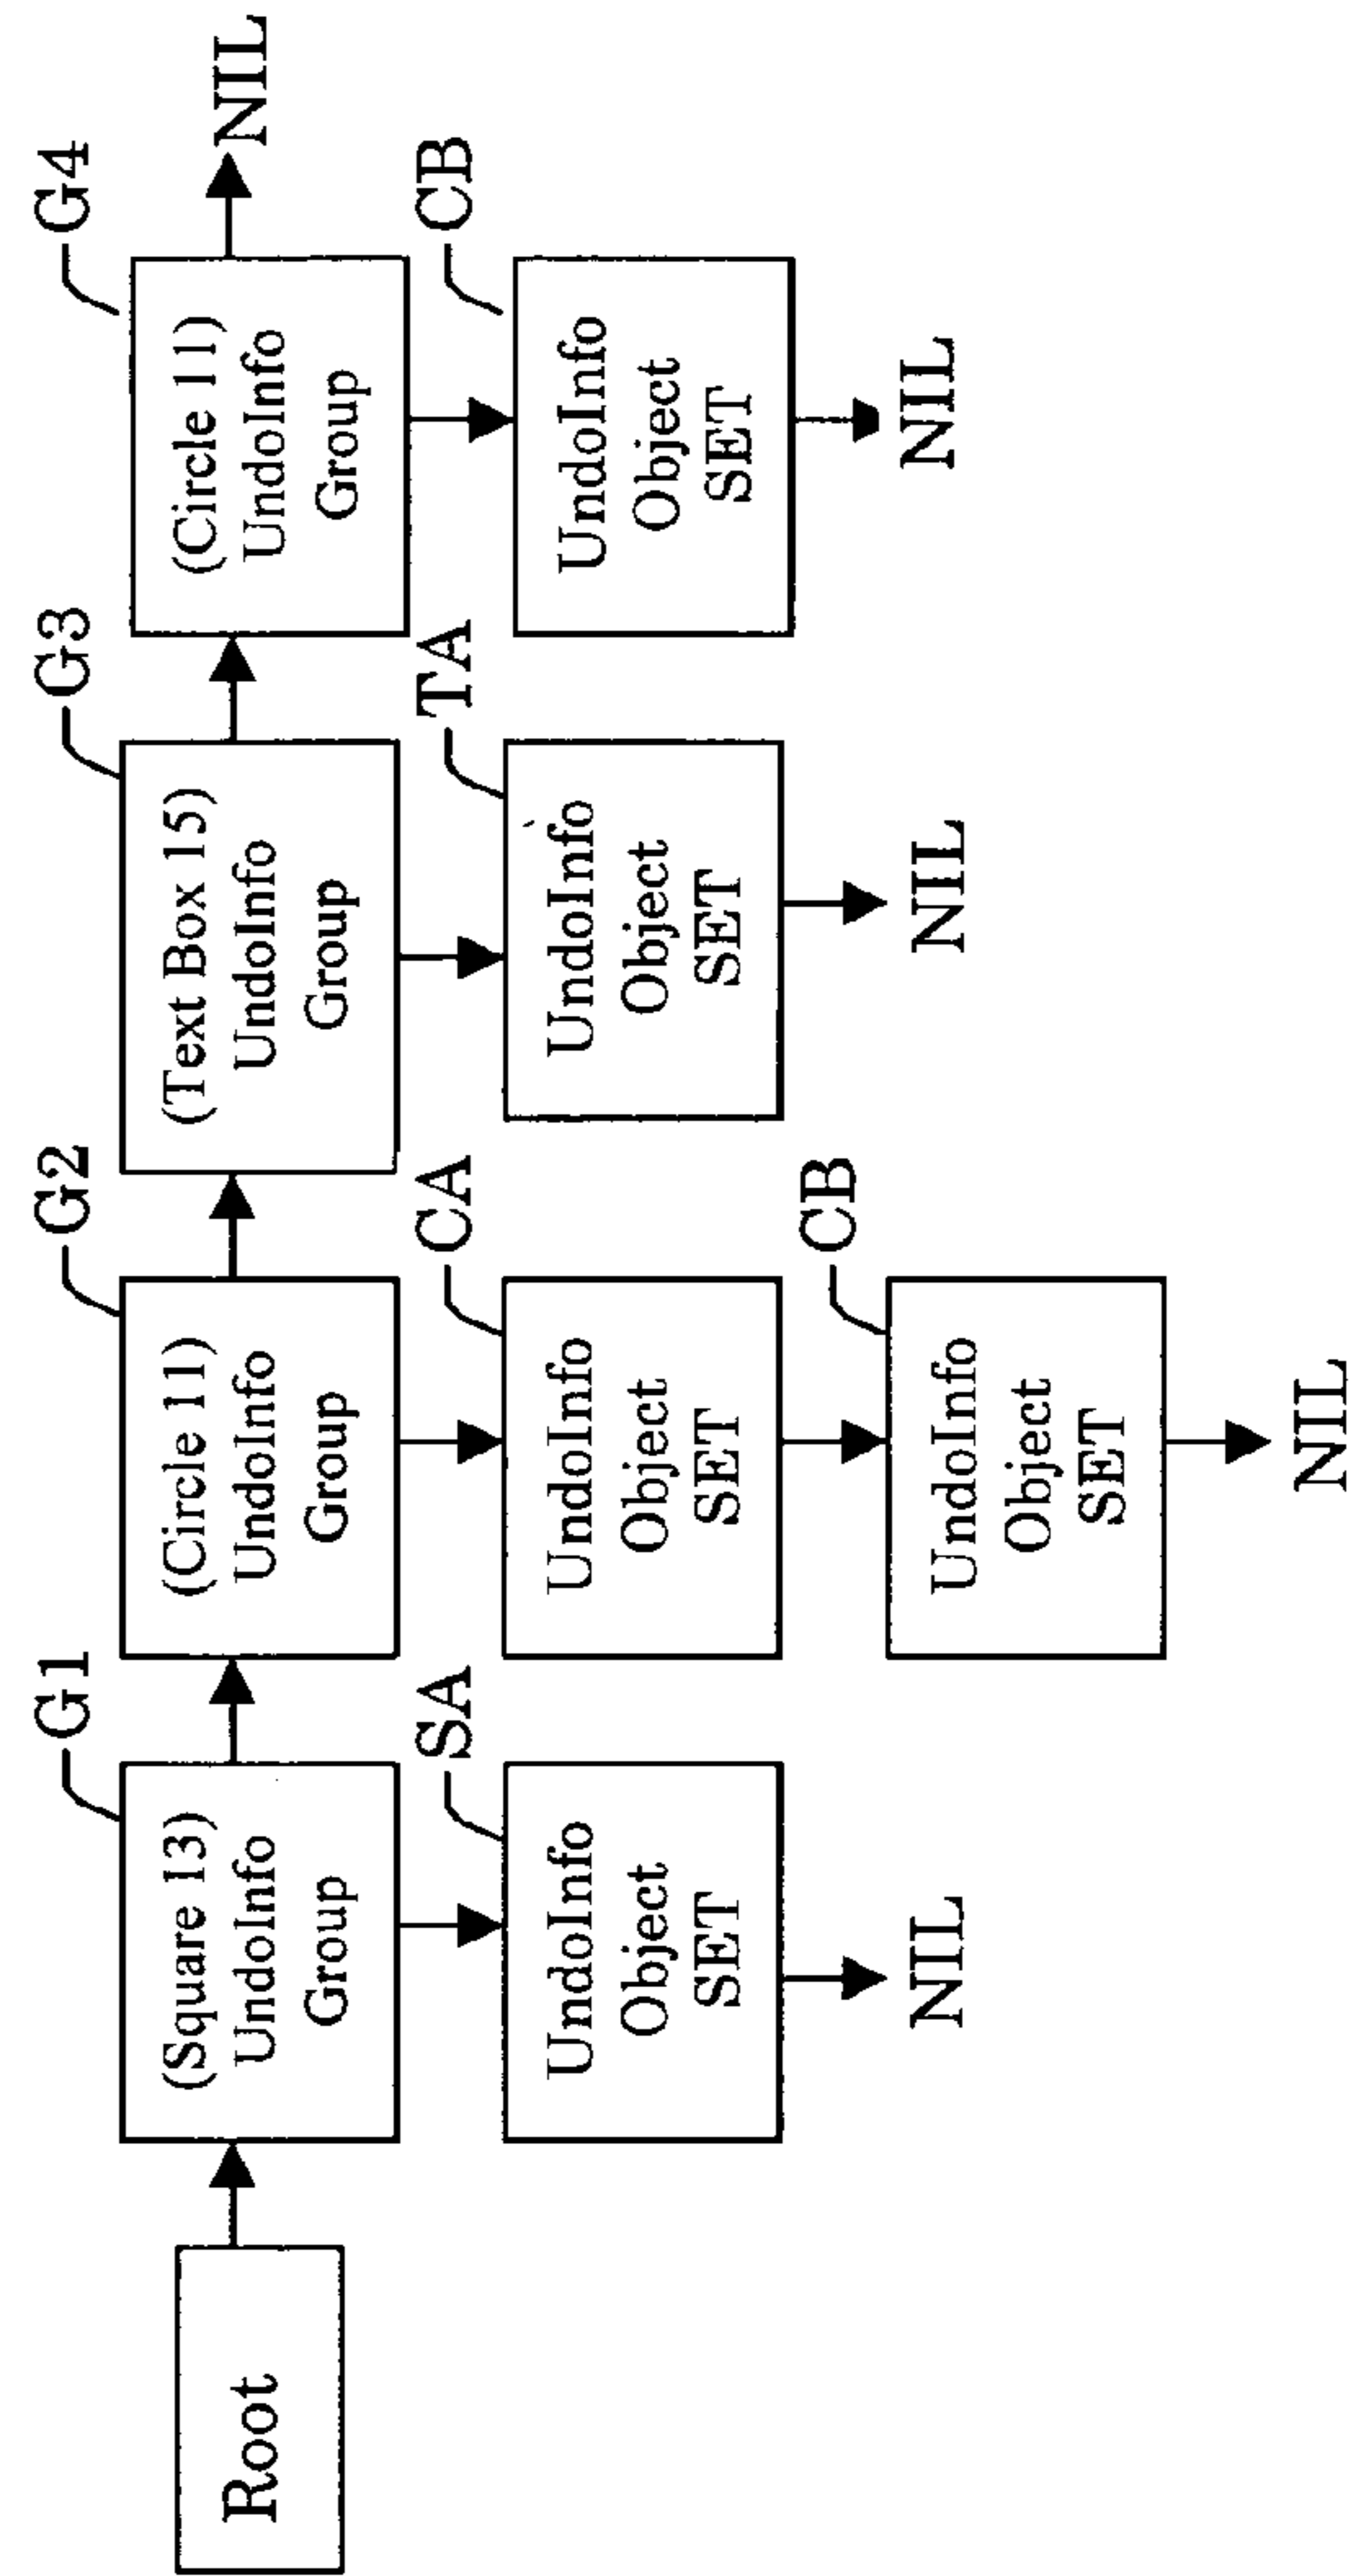 G1
G2
G3
G4
Root
(Square 13)
UndoInfo
Group
(Circle 11)
UndoInfo
Group
(Text Box 15)
UndoInfo
Group
(Circle 11)
UndoInfo
Group
NIL
SA
CA
TA
CB
UndoInfo
Object
SET
UndoInfo
Object
SET
UndoInfo
Object
SET
UndoInfo
Object
SET
NIL
CB
NIL
NIL
UndoInfo
Object
SET
NIL